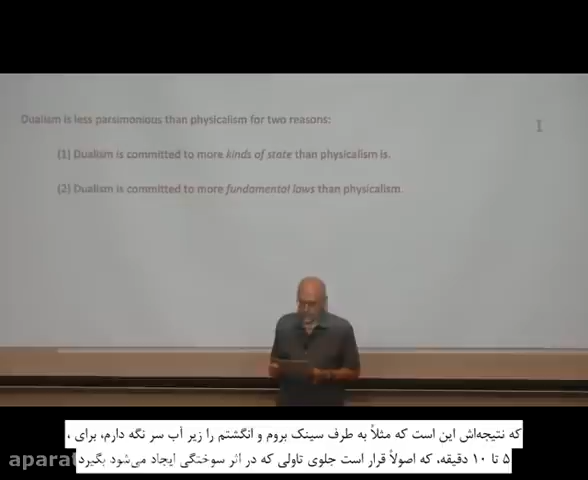 Dualism is less parsimonious than physicalism for two reasons:
(1) Dualism is committed to more kinds of state than physicalism is.
(2) Dualism is committed to more fundamental laws than physicalism.
که نتیجه‌اش این است که مثلاً به طرف سینک بروم و انگشتم را زیر آب سر نگه دارم، برای ،
۵ تا ۱۰ دقیقه، که اصولاً قرار است جلوی تاولی که در اثر سوختگی ایجاد می‌شود بگیرد
aparat